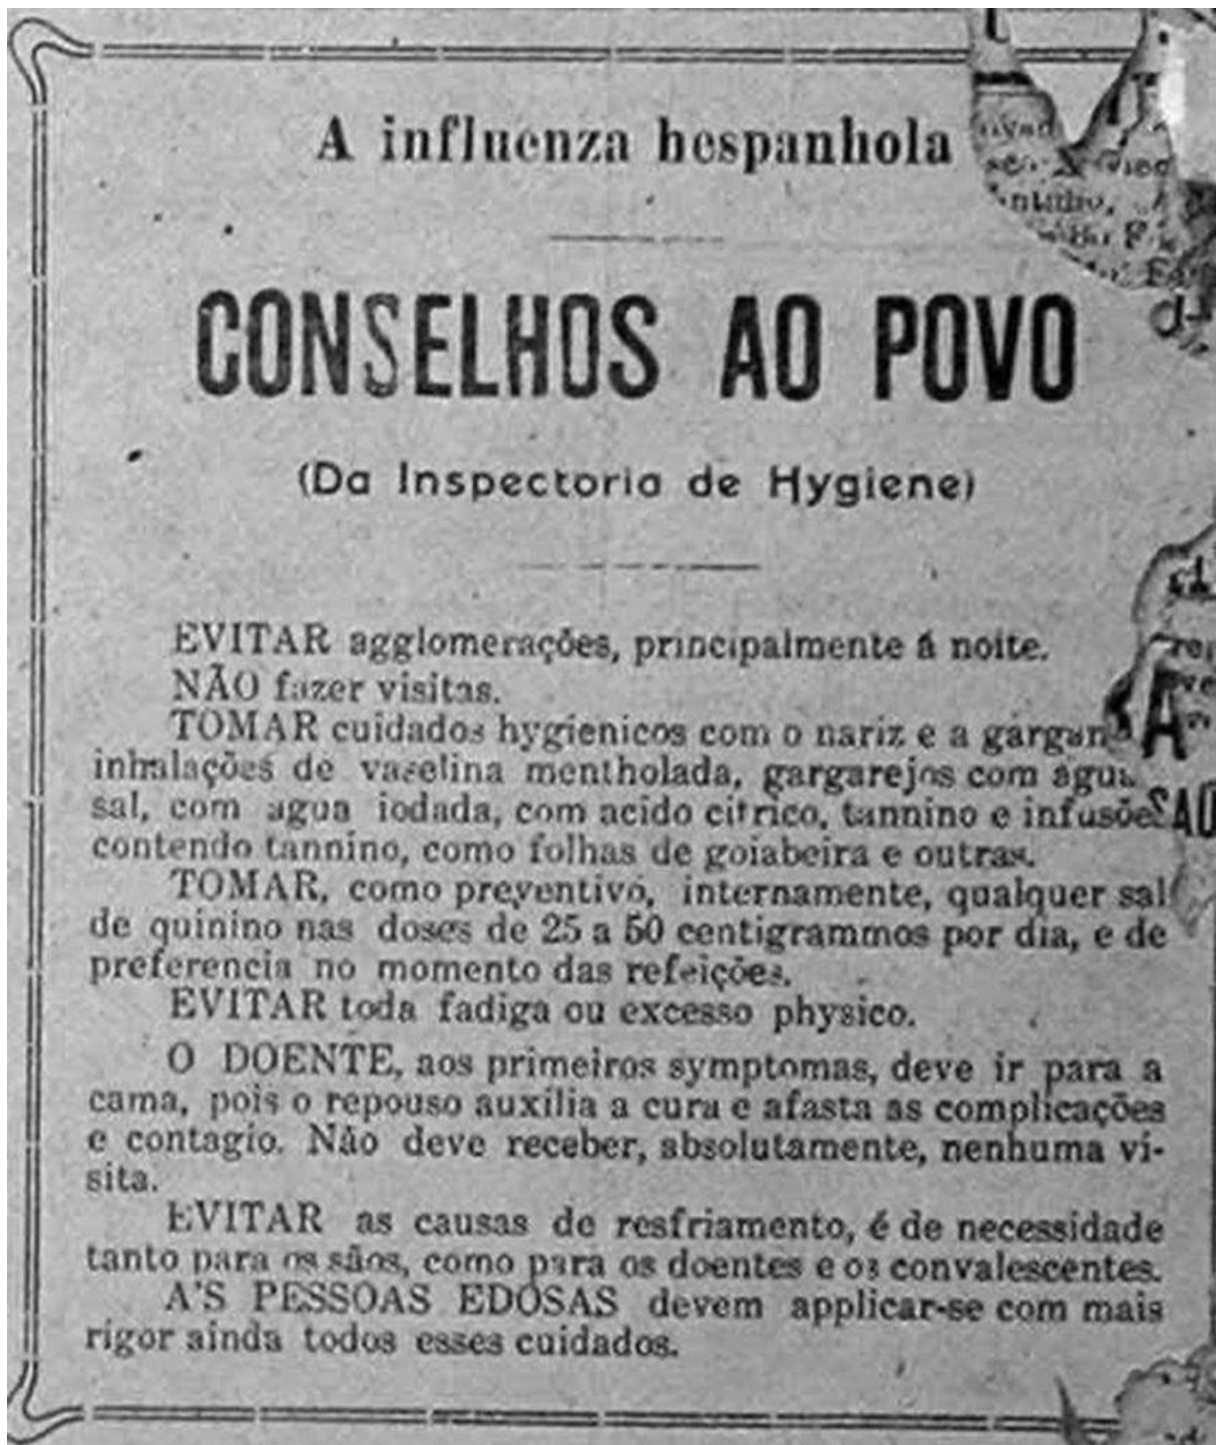 A influenza hespanhola
CONSELHOS AO POVO
(Da Inspectoria de Hygiene)
EVITAR agglomerações, principalmente á noite.
NÃO fazer visitas.
TOMAR cuidados hygienicos com o nariz e a
inhalações de vaselina mentholada, gargarejos com agua
sal, com agua iodada, com acido citrico, tannino e infusões
contendo tannino, como folhas de goiabeira e outras.
TOMAR, como preventivo, internamente, qualquer sal
de quinino nas doses de 25 a 50 centigrammos por dia, e de
preferencia no momento das refeições.
EVITAR toda fadiga ou excesso physico.
O DOENTE, aos primeiros symptomas, deve ir para a
cama, pois o repouso auxilia a cura e afasta as complicações
e contagio. Não deve receber, absolutamente, nenhuma vi-
sita.
EVITAR as causas de resfriamento, é de necessidade
tanto para os sãos, como para os doentes e os convalescentes.
A'S PESSOAS EDOSAS devem applicar-se com mais
rigor ainda todos esses cuidados.